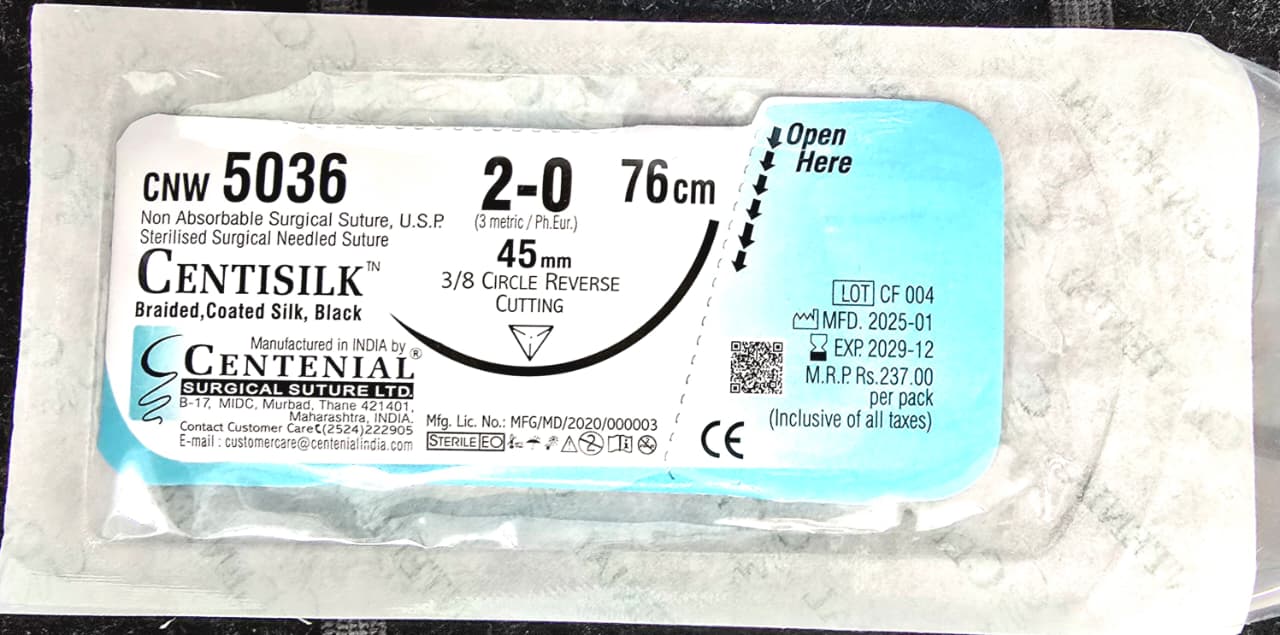 CNW 5036
Non Absorbable Surgical Suture, U.S.P.
Sterilised Surgical Needled Suture
CENTISILK™
Braided,Coated Silk, Black
Manufactured in INDIA by
CENTENIAL®
SURGICAL SUTURE LTD.
B-17, MIDC, Murbad, Thane 421401,
Maharashtra, INDIA.
Contact Customer Care (2524)222905
E-mail : customercare@centenialindia.com
2-0
(3 metric / Ph.Eur.)
76cm
45mm
3/8 CIRCLE REVERSE
CUTTING
Mfg. Lic. No.: MFG/MD/2020/000003
STERILE EO
2
Open
Here
LOT CF 004
MFD. 2025-01
EXP. 2029-12
M.R.P. Rs.237.00
per pack
(Inclusive of all taxes)
CE